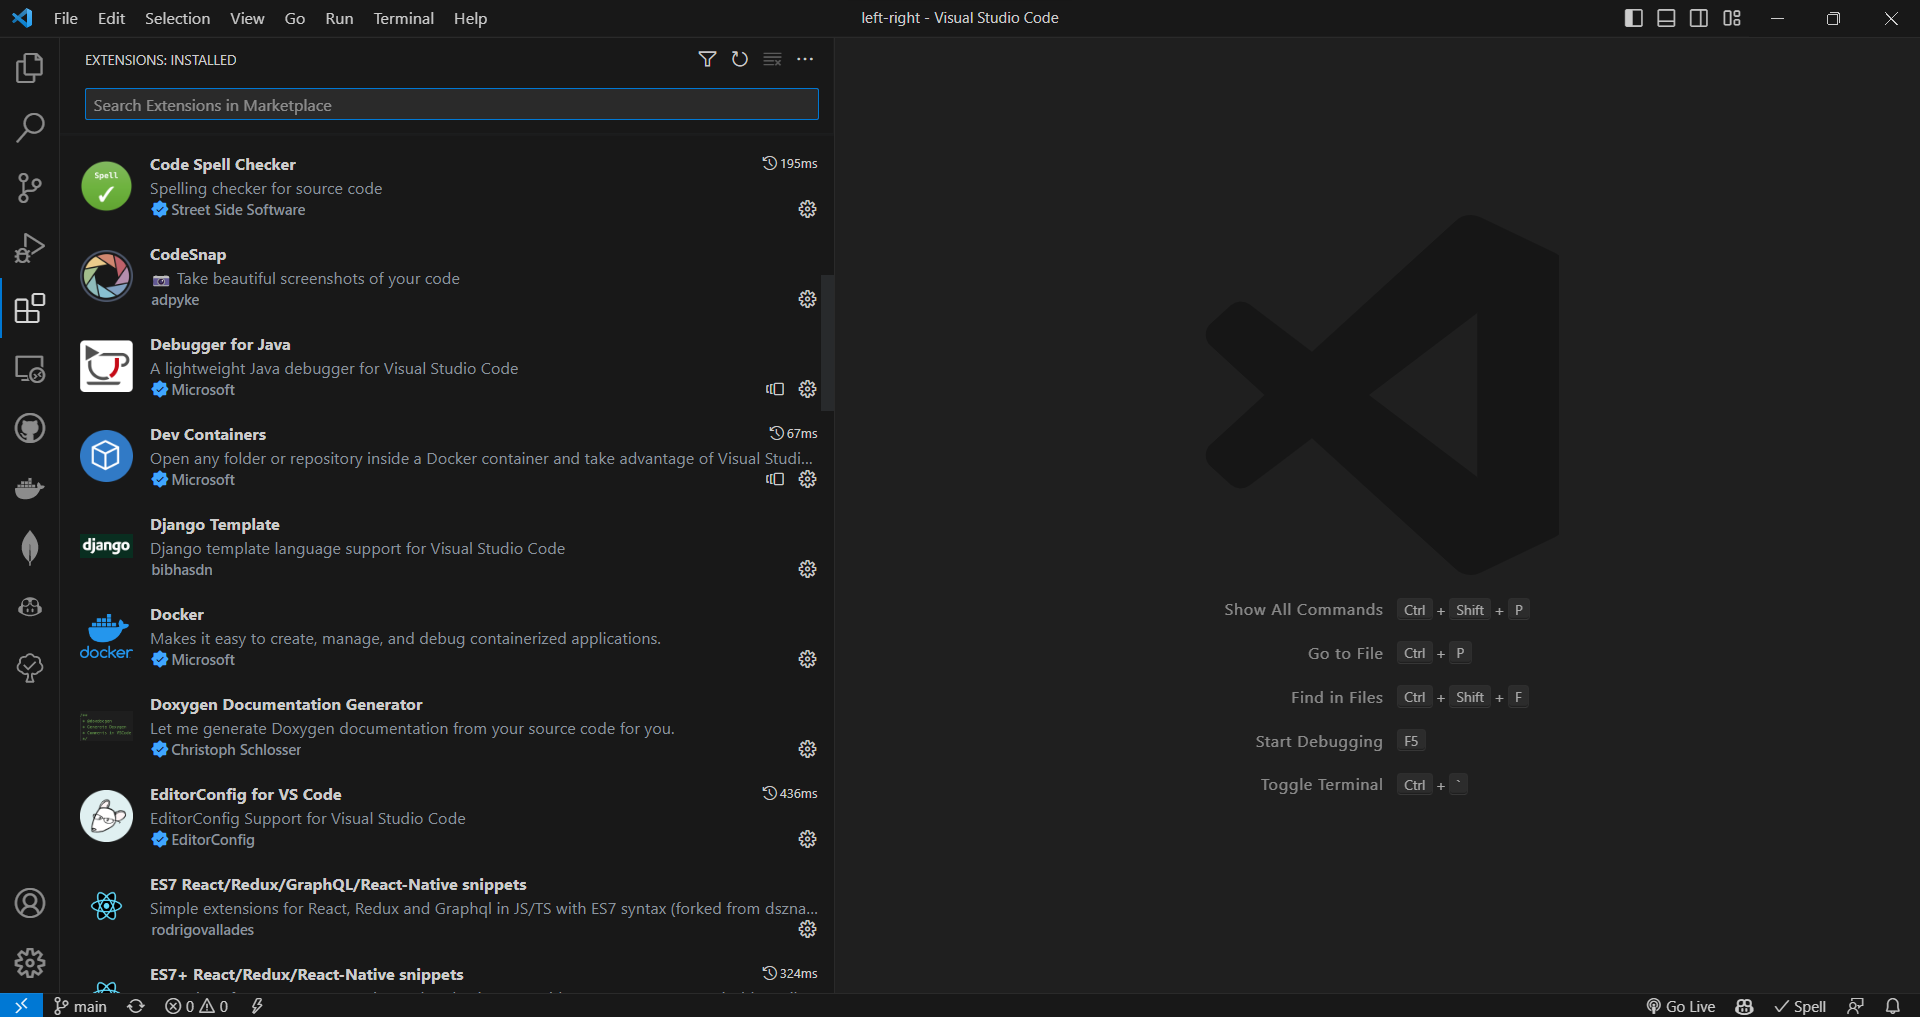 File Edit Selection View Go Run Terminal Help
left-right - Visual Studio Code
EXTENSIONS: INSTALLED
Search Extensions in Marketplace
Code Spell Checker 195ms
Spelling checker for source code
Street Side Software
CodeSnap
Take beautiful screenshots of your code
adpyke
Debugger for Java
A lightweight Java debugger for Visual Studio Code
Microsoft
Dev Containers 67ms
Open any folder or repository inside a Docker container and take advantage of Visual Studi...
Microsoft
Django Template
Django template language support for Visual Studio Code
bibhasdn
Docker
Makes it easy to create, manage, and debug containerized applications.
Microsoft
Doxygen Documentation Generator
Let me generate Doxygen documentation from your source code for you.
Christoph Schlosser
EditorConfig for VS Code 436ms
EditorConfig Support for Visual Studio Code
EditorConfig
ES7 React/Redux/GraphQL/React-Native snippets
Simple extensions for React, Redux and Graphql in JS/TS with ES7 syntax (forked from dszna...
rodrigovallades
ES7+ React/Redux/React-Native snippets 324ms
Spell
django
docker
Show All Commands Ctrl + Shift + P
Go to File Ctrl + P
Find in Files Ctrl + Shift + F
Start Debugging F5
Toggle Terminal Ctrl + `
main 0 0
Go Live Spell